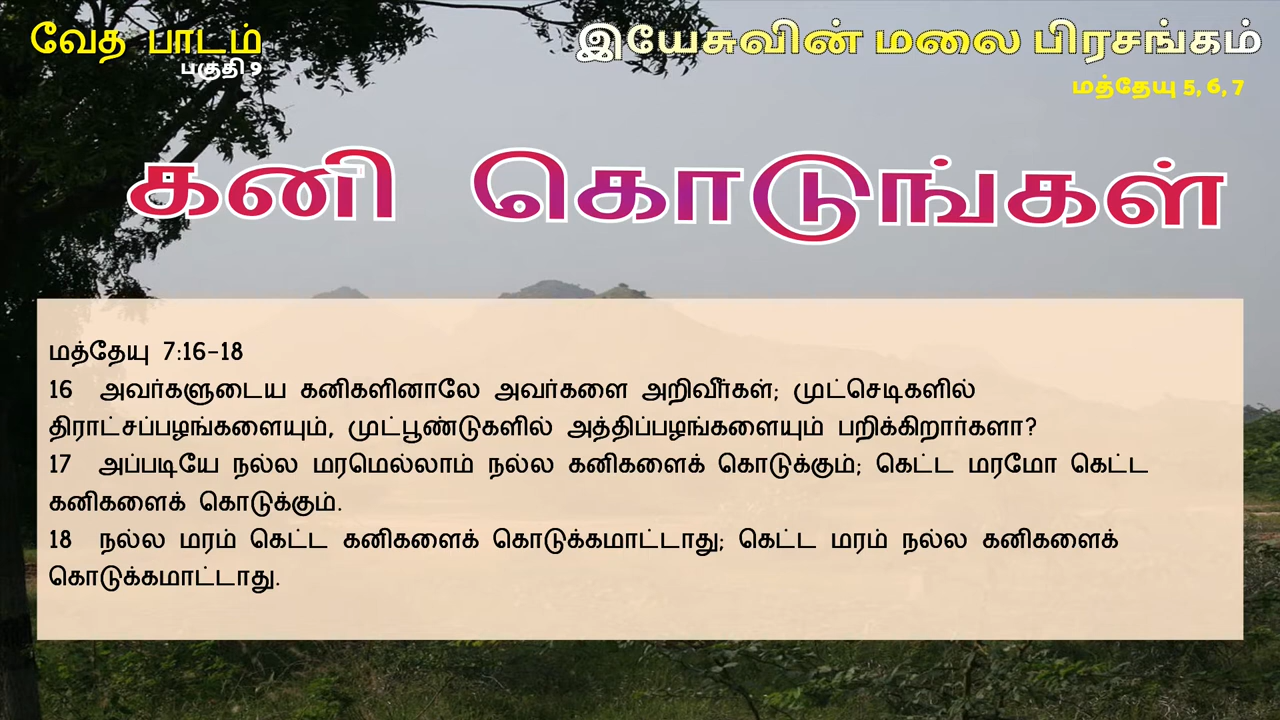 வேத பாடம்
பகுதி 9
இயேசுவின் மலை பிரசங்கம்
மத்தேயு 5, 6, 7
கனி கொடுங்கள்
மத்தேயு 7:16-18
16 அவர்களுடைய கனிகளினாலே அவர்களை அறிவீர்கள்; முட்செடிகளில்
திராட்சப்பழங்களையும், முட்பூண்டுகளில் அத்திப்பழங்களையும் பறிக்கிறார்களா?
17 அப்படியே நல்ல மரமெல்லாம் நல்ல கனிகளைக் கொடுக்கும்; கெட்ட மரமோ கெட்ட
கனிகளைக் கொடுக்கும்.
18 நல்ல மரம் கெட்ட கனிகளைக் கொடுக்கமாட்டாது; கெட்ட மரம் நல்ல கனிகளைக்
கொடுக்கமாட்டாது.